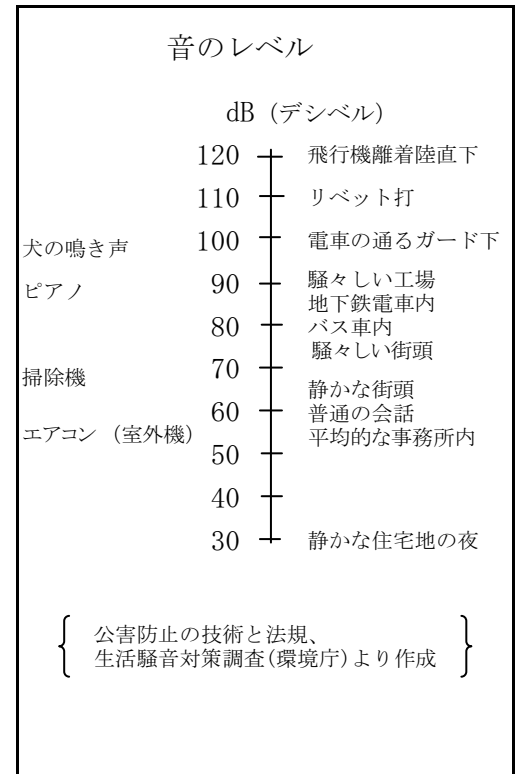 音のレベル
dB (デシベル)
120 飛行機離着陸直下
110 リベット打
犬の鳴き声 100 電車の通るガード下
ピアノ 90 騒々しい工場
地下鉄電車内
80 バス車内
騒々しい街頭
掃除機 70
静かな街頭
60 普通の会話
エアコン (室外機) 平均的な事務所内
50
40
30 静かな住宅地の夜
公害防止の技術と法規、
生活騒音対策調査(環境庁)より作成